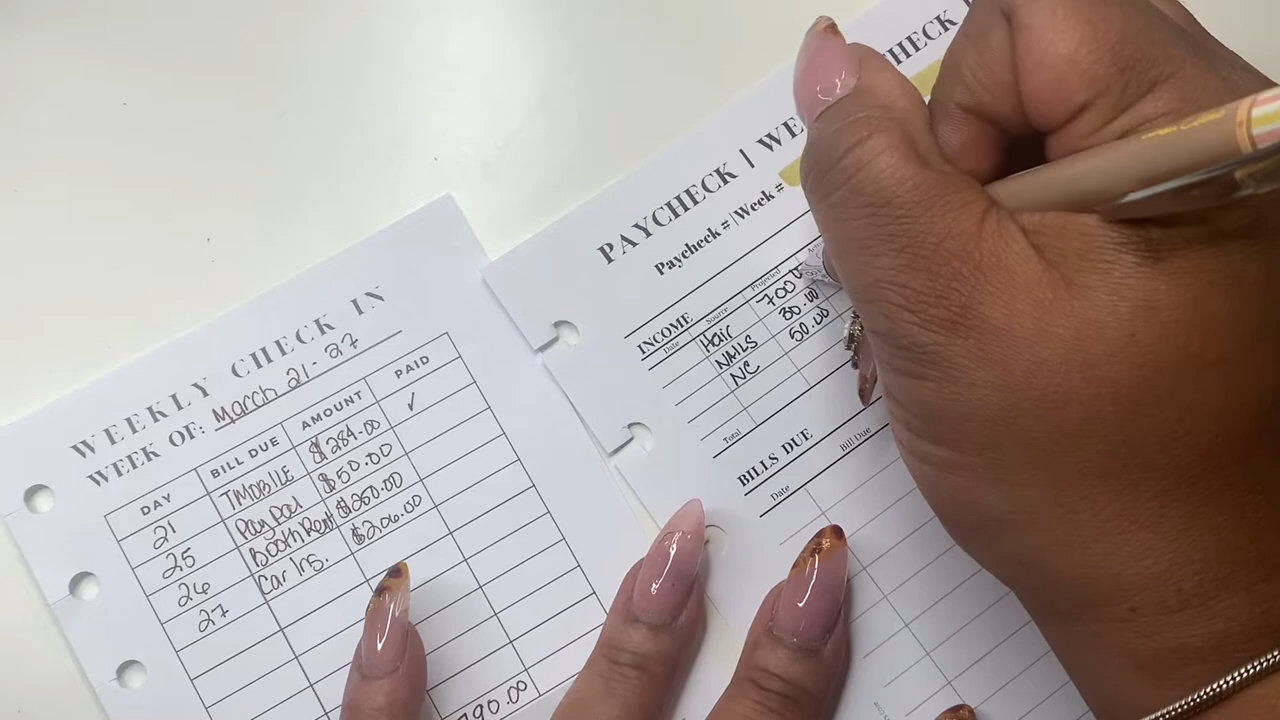 WEEKLY CHECK IN
WEEK OF: March 21-27
DAY BILL DUE AMOUNT PAID
21 TMOBILE $284.00 ✓
25 PayPal $50.00
26 Booth Rent $250.00
27 Car Ins. $206.00
790.00
PAYCHECK | WE
Paycheck # |Week #
INCOME
Date Source Projected
Hair 700
NAILS 30.00
NC 50.00
Total
BILLS DUE
Date Bill Due
HECK